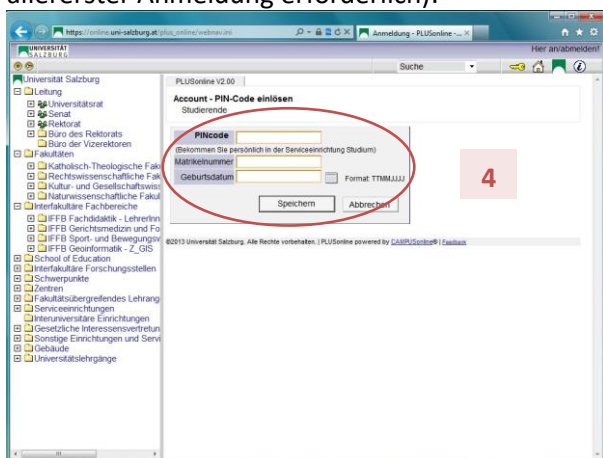 allererster Anmeldung erforderlich).
https://online.uni-salzburg.at/plus_online/webnav.ini
Anmeldung - PLUSonline -...
UNIVERSITÄT
SALZBURG
Hier an/abmelden!
Suche
Universität Salzburg
PLUSonline V2.00
Leitung
Universitätsrat
Senat
Rektorat
Büro des Rektorats
Büro der Vizerektoren
Fakultäten
Katholisch-Theologische Fak
Rechtswissenschaftliche Fak
Kultur- und Gesellschaftswiss
Naturwissenschaftliche Fakul
Interfakultäre Fachbereiche
IFFB Fachdidaktik - LehrerInn
IFFB Gerichtsmedizin und Fo
IFFB Sport- und Bewegungsv
IFFB Geoinformatik - Z_GIS
School of Education
Interfakultäre Forschungsstellen
Schwerpunkte
Zentren
Fakultätsübergreifendes Lehrang
Serviceeinrichtungen
Interuniversitäre Einrichtungen
Gesetzliche Interessensvertretun
Sonstige Einrichtungen und Servi
Gebäude
Universitätslehrgänge
Account - PIN-Code einlösen
Studierende
PINcode
(Bekommen Sie persönlich in der Serviceeinrichtung Studium)
Matrikelnummer
Geburtsdatum
Format TTMMJJJJ
Speichern
Abbrechen
4
©2013 Universität Salzburg. Alle Rechte vorbehalten. | PLUSonline powered by CAMPUSonline® | Feedback